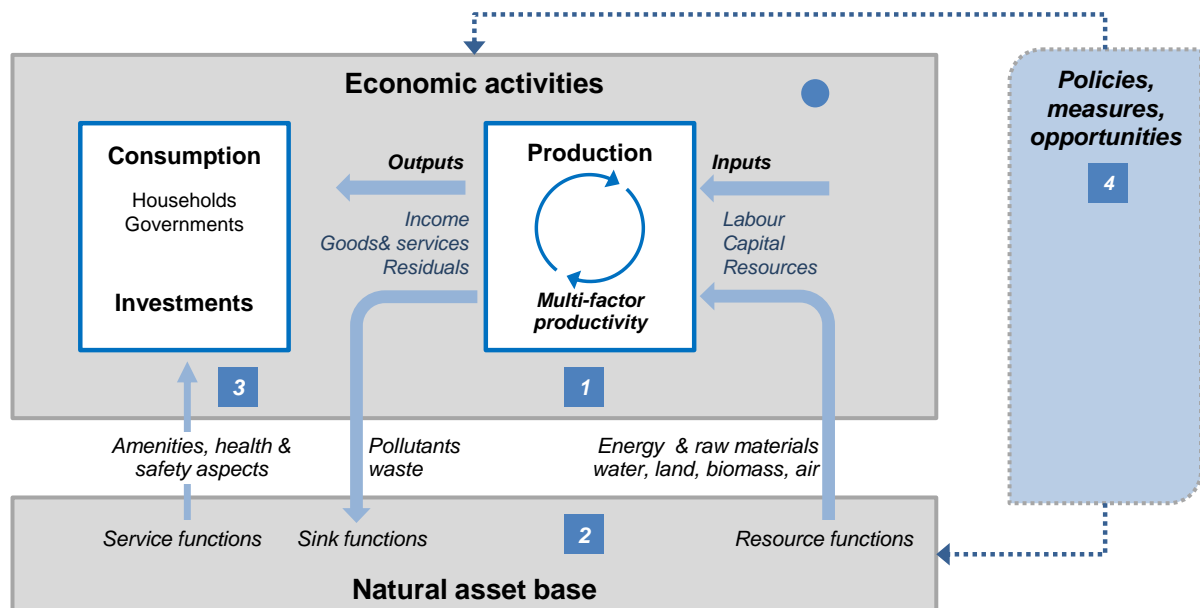 Economic activities
Policies,
measures,
opportunities
4
Consumption
Households
Governments
Investments
Outputs
Income
Goods& services
Residuals
Production
Multi-factor
productivity
Inputs
Labour
Capital
Resources
3
1
Amenities, health &
safety aspects
Pollutants
waste
Energy & raw materials
water, land, biomass, air
Service functions
Sink functions
2
Resource functions
Natural asset base